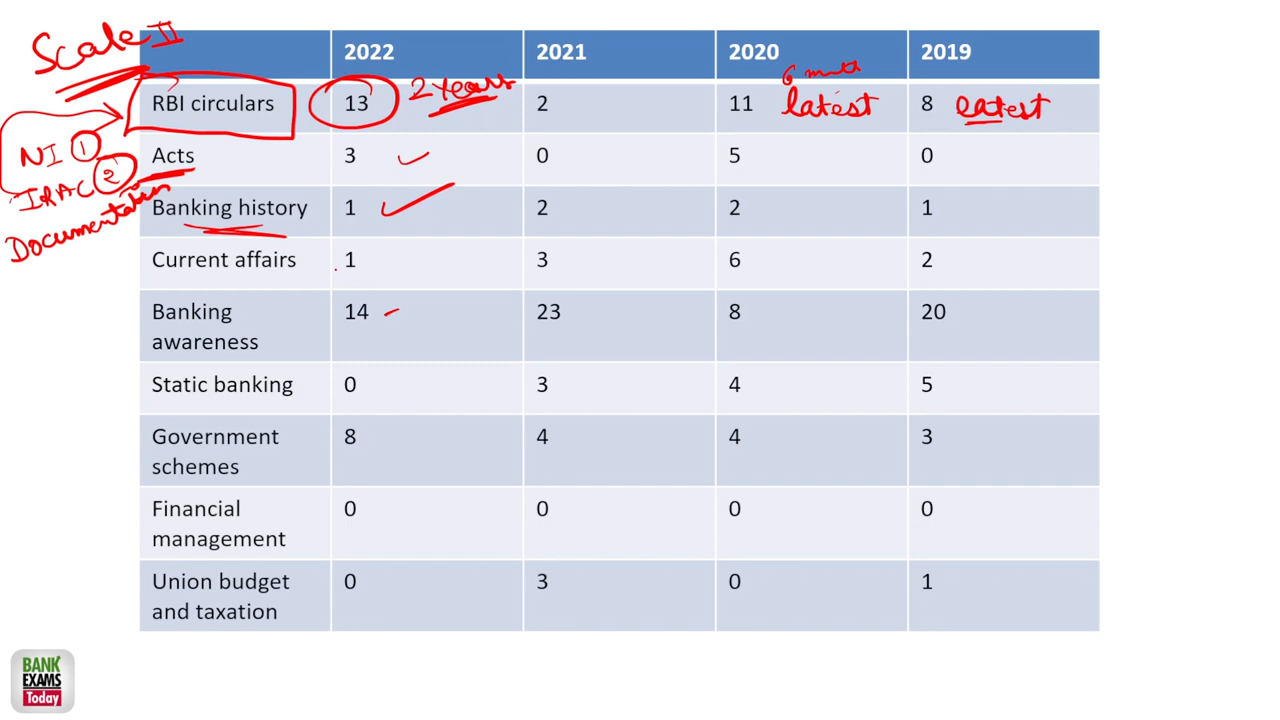 Scale II
2022 2021 2020 2019
6 month
RBI circulars 13 2 years 2 11 latest 8 latest
NI 1
Acts 3 0 5 0
IRAC 2
Documentation
Banking history 1 2 2 1
Current affairs 1 3 6 2
Banking 14 23 8 20
awareness
Static banking 0 3 4 5
Government 8 4 4 3
schemes
Financial 0 0 0 0
management
Union budget 0 3 0 1
and taxation
BANK
EXAMS
Today